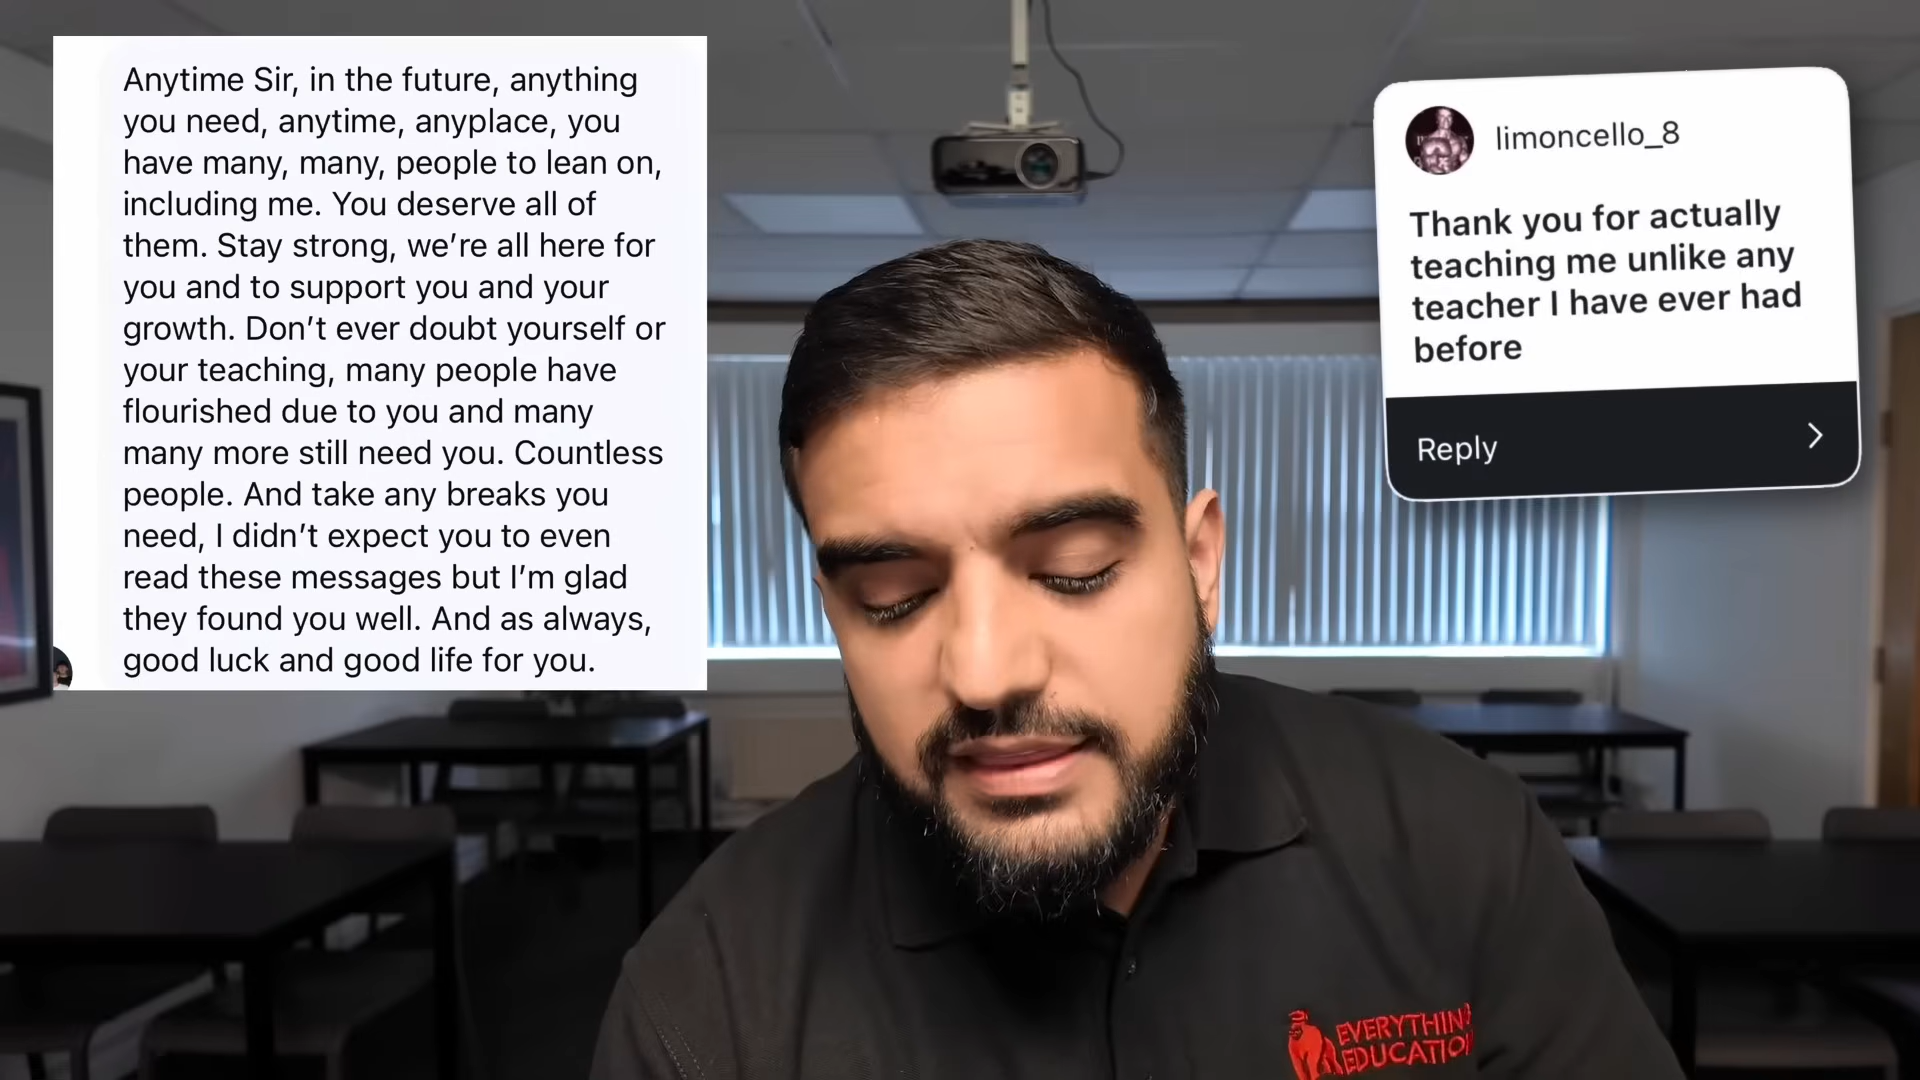 Anytime Sir, in the future, anything
you need, anytime, anyplace, you
have many, many, people to lean on,
including me. You deserve all of
them. Stay strong, we’re all here for
you and to support you and your
growth. Don’t ever doubt yourself or
your teaching, many people have
flourished due to you and many
many more still need you. Countless
people. And take any breaks you
need, I didn’t expect you to even
read these messages but I’m glad
they found you well. And as always,
good luck and good life for you.
limoncello_8
Thank you for actually
teaching me unlike any
teacher I have ever had
before
Reply
EVERYTHING
EDUCATION